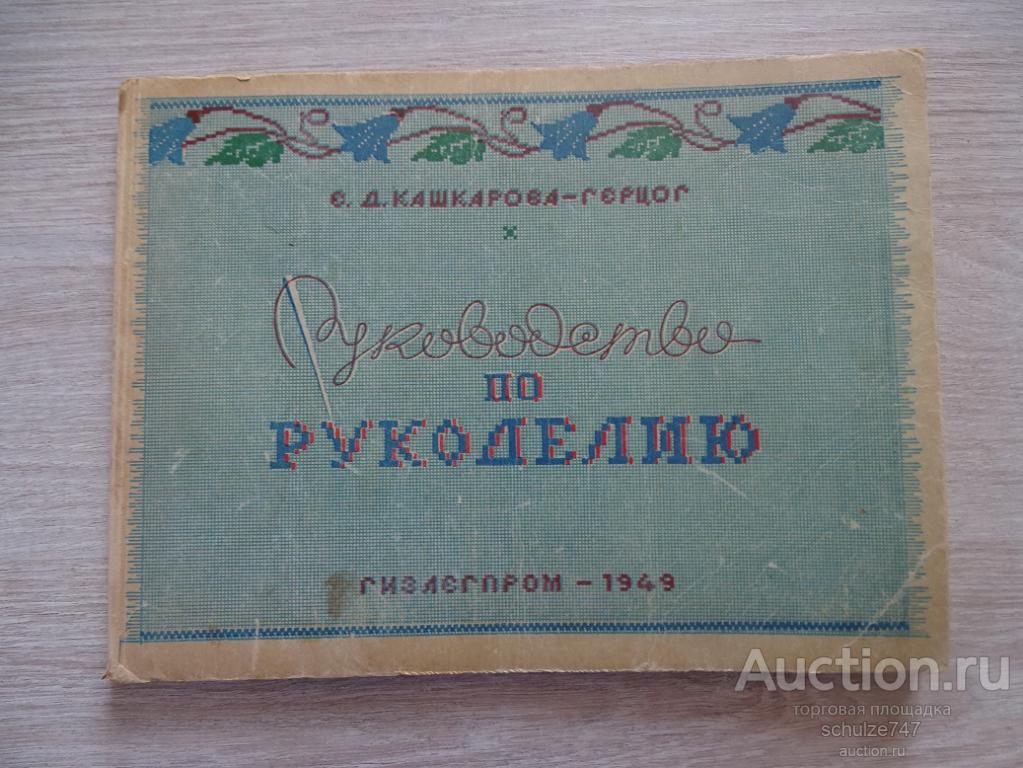 Е. Д. КАШКАРОВА-ГЕРЦОГ
Руководство
ПО
РУКОДЕЛИЮ
ГИЗЛЕГПРОМ - 1949
Auction.ru
торговая площадка
schulze747
auction.ru